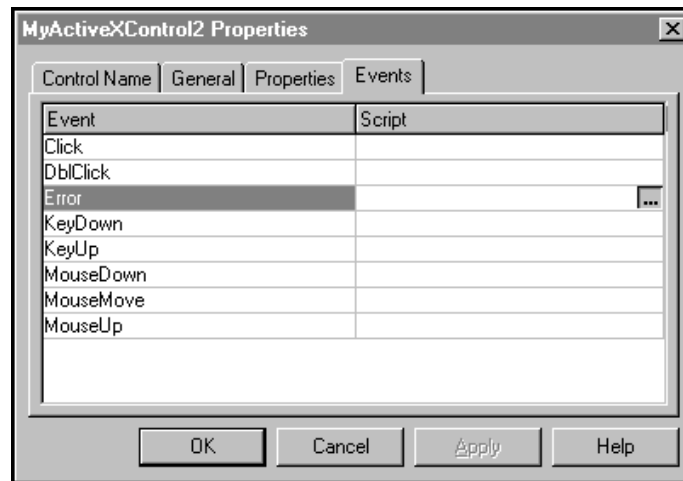 MyActiveXControl2 Properties
Control Name General Properties Events
Event Script
Click
DblClick
Error ...
KeyDown
KeyUp
MouseDown
MouseMove
MouseUp
OK Cancel Apply Help